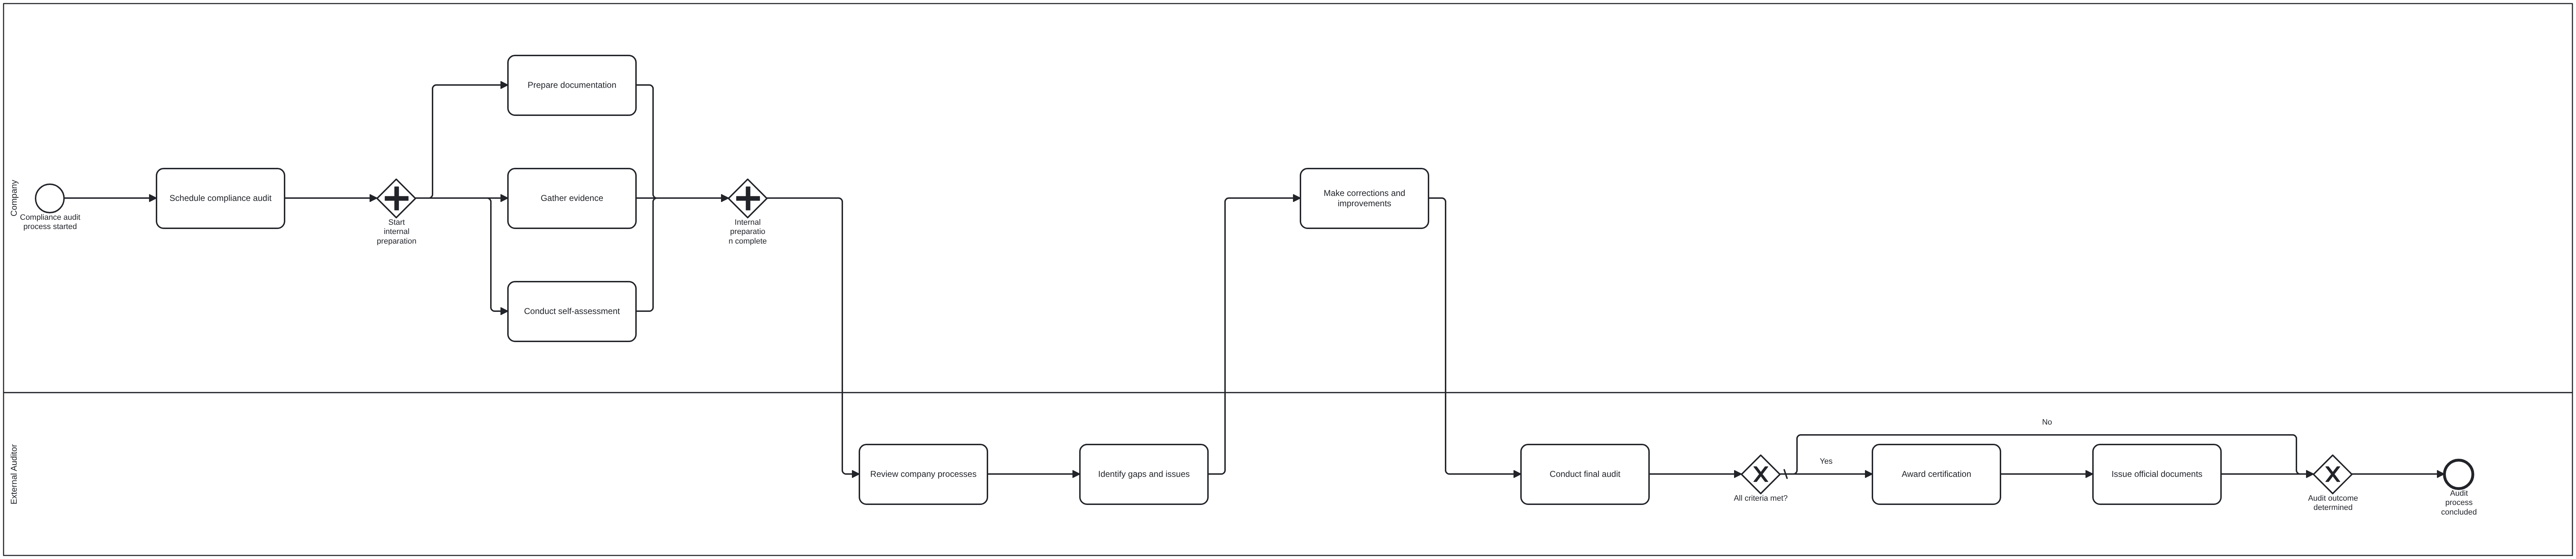 Company
Compliance audit
process started
Schedule compliance audit
Start
internal
preparation
Prepare documentation
Gather evidence
Conduct self-assessment
Internal
preparatio
n complete
Make corrections and
improvements
External Auditor
Review company processes
Identify gaps and issues
Conduct final audit
All criteria met?
No
Yes
Award certification
Issue official documents
Audit outcome
determined
Audit
process
concluded